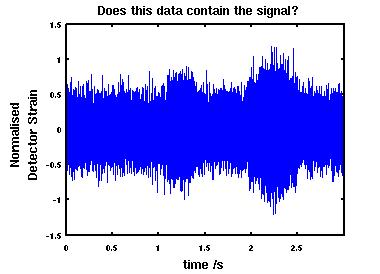 Does this data contain the signal?
Normalised
Detector Strain
1.5
1
0.5
0
-0.5
-1
-1.5
0 0.5 1 1.5 2 2.5
time /s